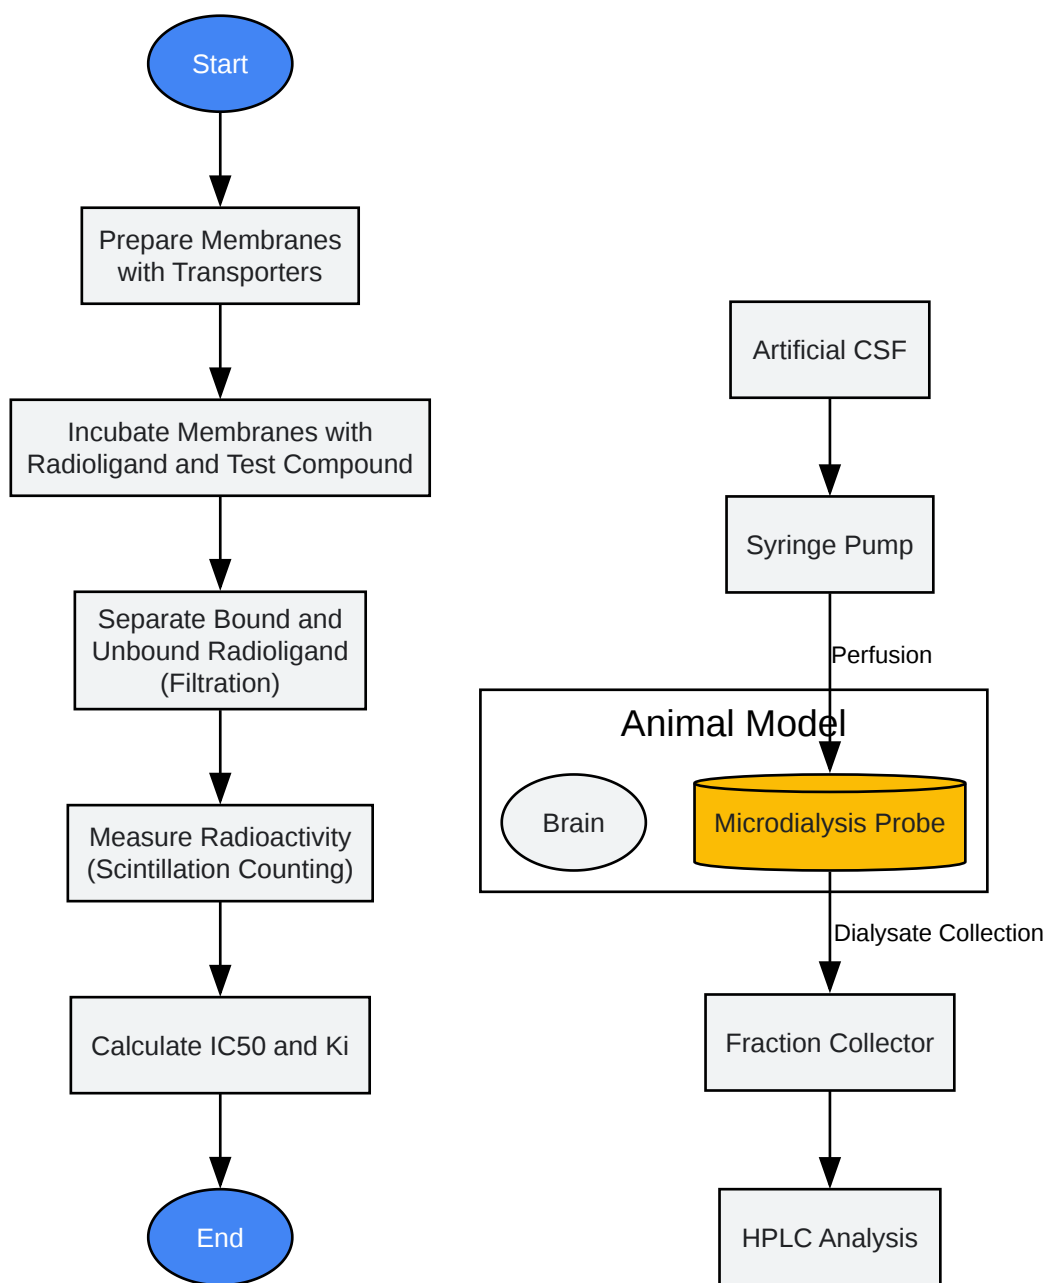 Start
Prepare Membranes
with Transporters
Incubate Membranes with
Radioligand and Test Compound
Separate Bound and
Unbound Radioligand
(Filtration)
Measure Radioactivity
(Scintillation Counting)
Calculate IC50 and Ki
End
Artificial CSF
Syringe Pump
Perfusion
Animal Model
Brain
Microdialysis Probe
Dialysate Collection
Fraction Collector
HPLC Analysis